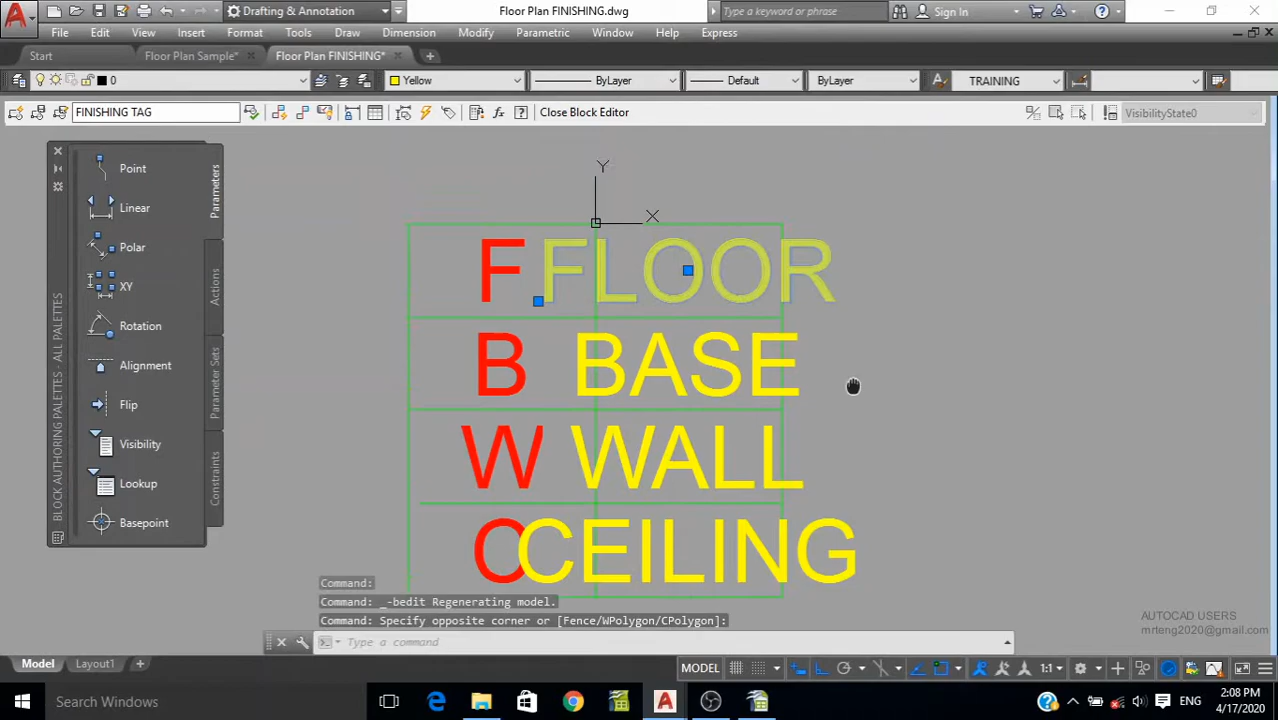 Drafting & Annotation
Floor Plan FINISHING.dwg
Type a keyword or phrase
Sign In
File Edit View Insert Format Tools Draw Dimension Modify Parametric Window Help Express
Start
Floor Plan Sample*
Floor Plan FINISHING*
0
Yellow
ByLayer
Default
ByLayer
TRAINING
FINISHING TAG
Close Block Editor
VisibilityState0
Point
Linear
Polar
XY
Rotation
Alignment
Flip
Visibility
Lookup
Basepoint
Parameters
Actions
Parameter Sets
Constraints
BLOCK AUTHORING PALETTES - ALL PALETTES
Y
X
F FLOOR
B BASE
W WALL
C CEILING
Command:
Command: _-bedit Regenerating model.
Command: Specify opposite corner or [Fence/WPolygon/CPolygon]:
Type a command
AUTOCAD USERS
mrteng2020@gmail.com
Model
Layout1
MODEL
1:1
Search Windows
2:08 PM
4/17/2020